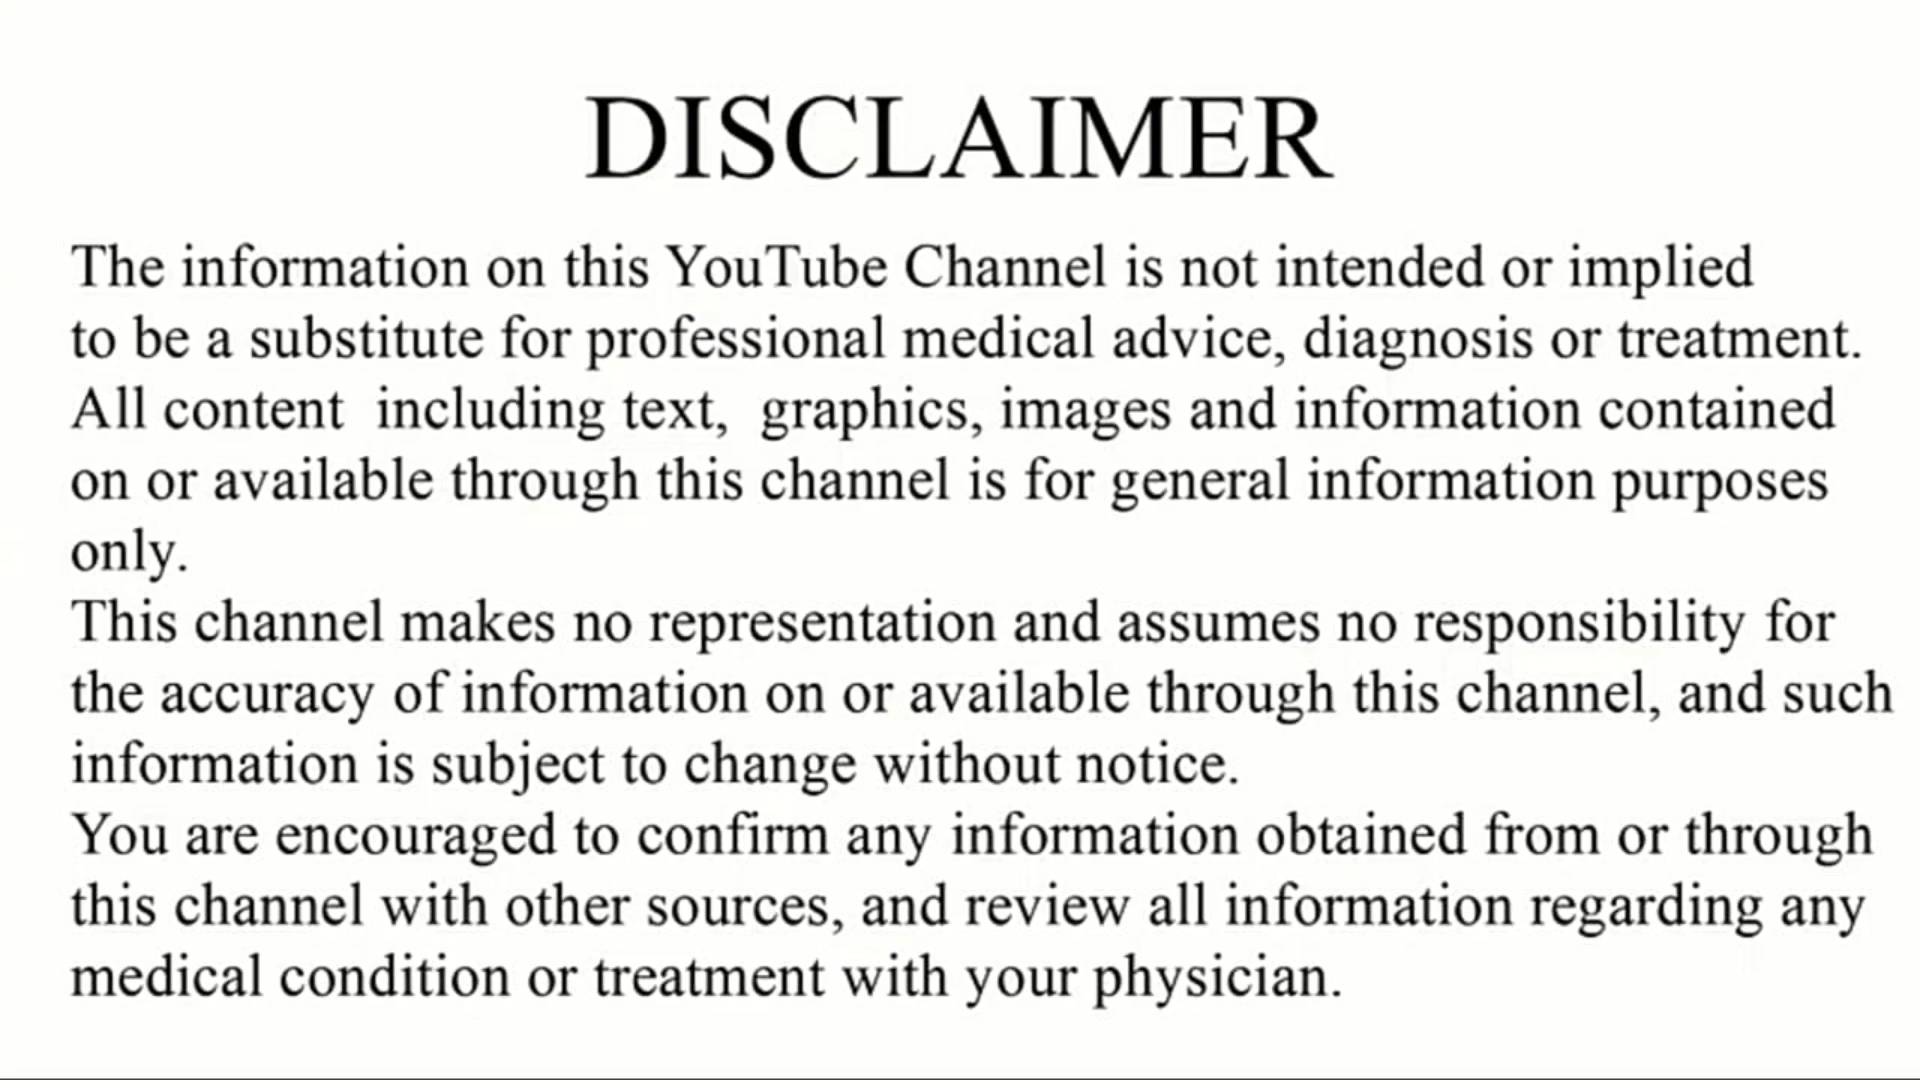 DISCLAIMER
The information on this YouTube Channel is not intended or implied
to be a substitute for professional medical advice, diagnosis or treatment.
All content  including text,  graphics, images and information contained
on or available through this channel is for general information purposes
only.
This channel makes no representation and assumes no responsibility for
the accuracy of information on or available through this channel, and such
information is subject to change without notice.
You are encouraged to confirm any information obtained from or through
this channel with other sources, and review all information regarding any
medical condition or treatment with your physician.